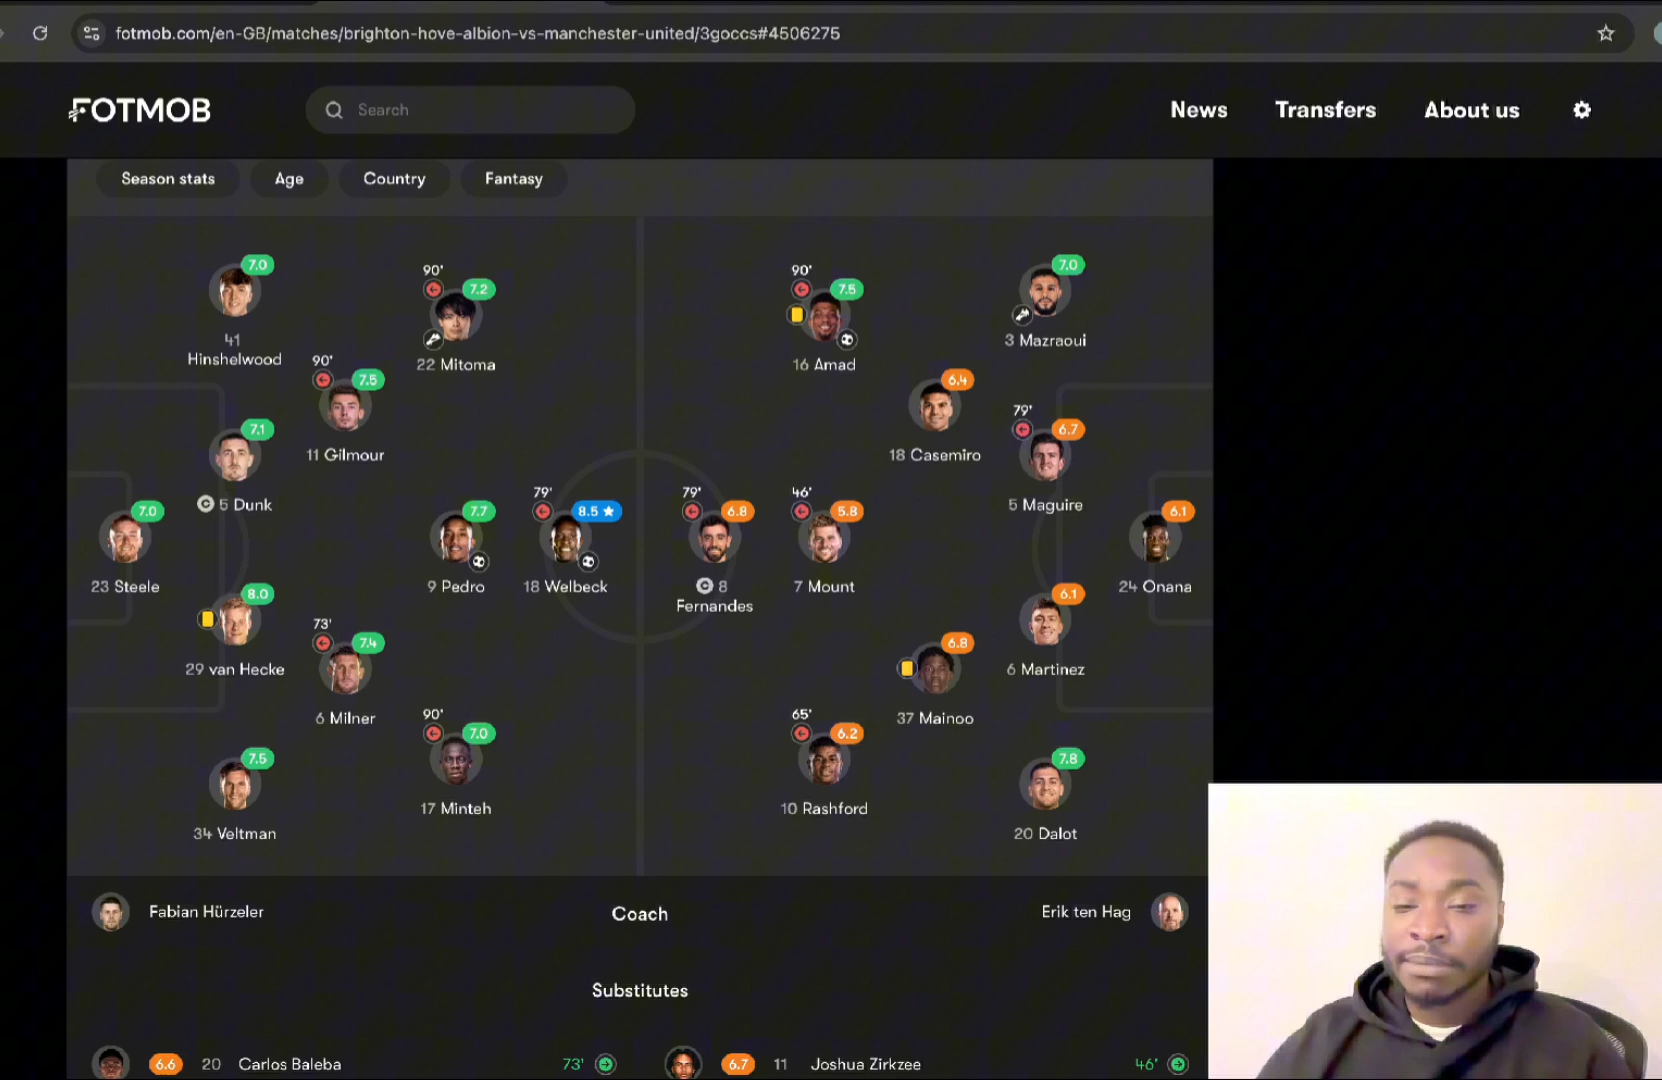 fotmob.com/en-GB/matches/brighton-hove-albion-vs-manchester-united/3goccs#4506275
FOTMOB
Search
News
Transfers
About us
Season stats
Age
Country
Fantasy
7.0
41
Hinshelwood
90'
7.2
22 Mitoma
90'
7.5
11 Gilmour
7.1
C 5 Dunk
7.0
23 Steele
7.7
9 Pedro
79'
8.5
18 Welbeck
8.0
29 van Hecke
73'
7.4
6 Milner
90'
7.0
17 Minteh
7.5
34 Veltman
90'
7.5
16 Amad
7.0
3 Mazraoui
6.4
18 Casemiro
79'
6.7
5 Maguire
79'
6.8
C 8
Fernandes
46'
5.8
7 Mount
6.1
24 Onana
6.1
6 Martinez
6.8
37 Mainoo
65'
6.2
10 Rashford
7.8
20 Dalot
Fabian Hürzeler
Coach
Erik ten Hag
Substitutes
6.6 20 Carlos Baleba 73'
6.7 11 Joshua Zirkzee 46'